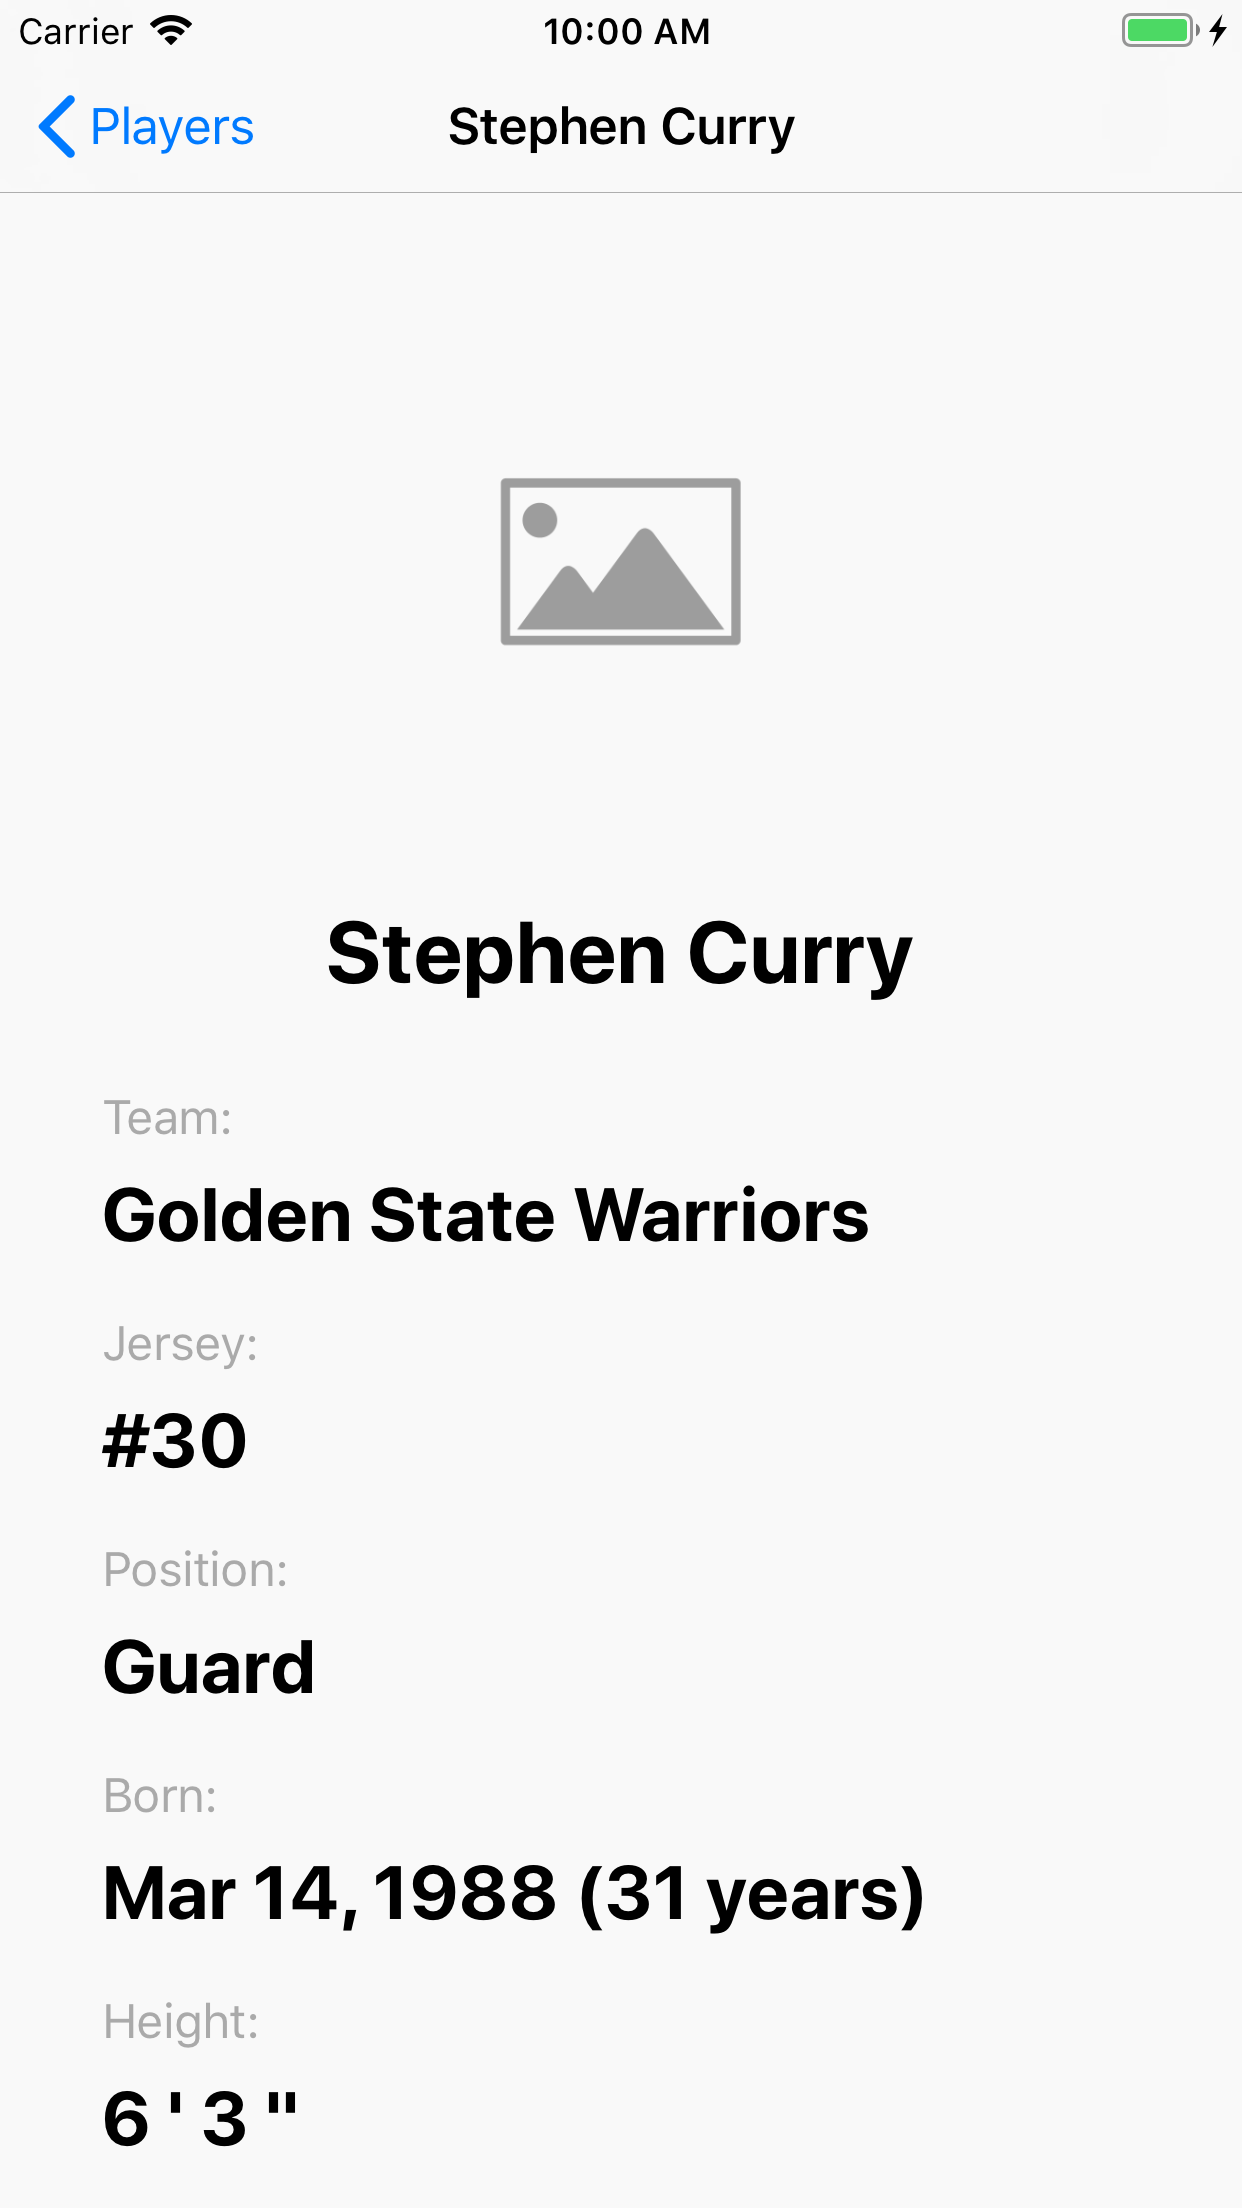 Carrier 10:00 AM
Players Stephen Curry
Stephen Curry
Team:
Golden State Warriors
Jersey:
#30
Position:
Guard
Born:
Mar 14, 1988 (31 years)
Height:
6 ' 3 "